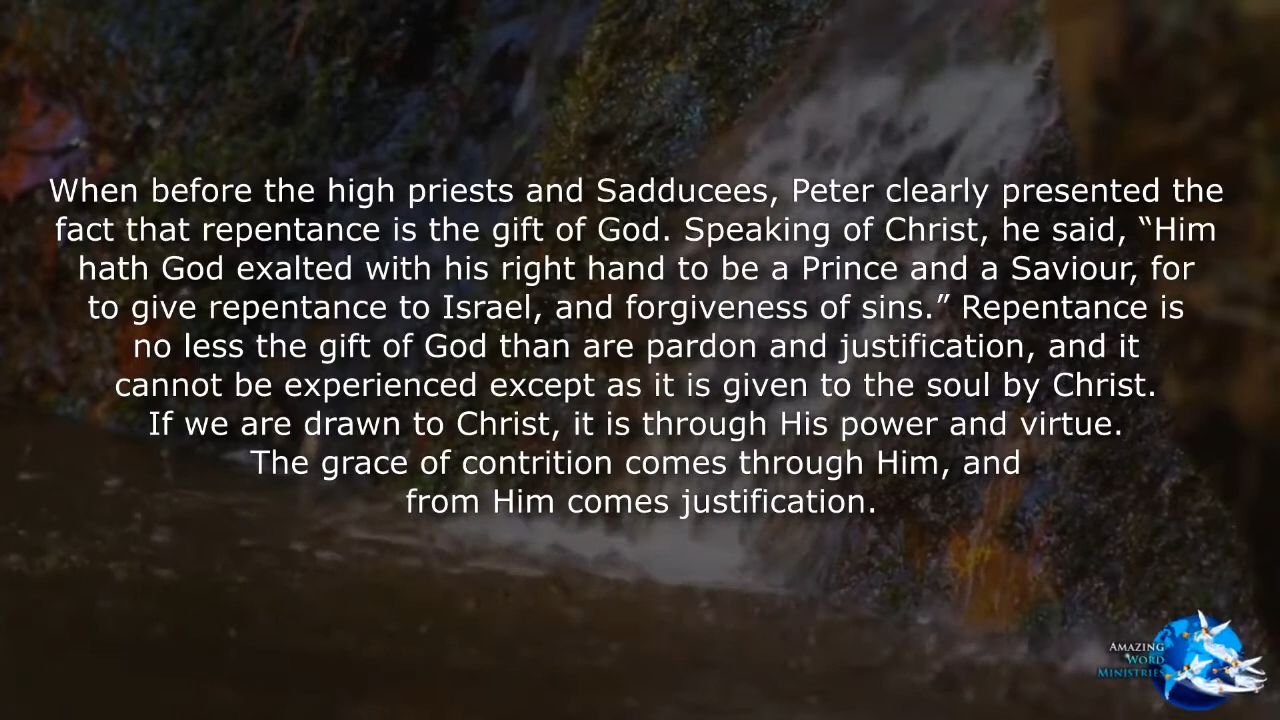 When before the high priests and Sadducees, Peter clearly presented the
fact that repentance is the gift of God. Speaking of Christ, he said, “Him
hath God exalted with his right hand to be a Prince and a Saviour, for
to give repentance to Israel, and forgiveness of sins.” Repentance is
no less the gift of God than are pardon and justification, and it
cannot be experienced except as it is given to the soul by Christ.
If we are drawn to Christ, it is through His power and virtue.
The grace of contrition comes through Him, and
from Him comes justification.
AMAZING
WORD
MINISTRIES